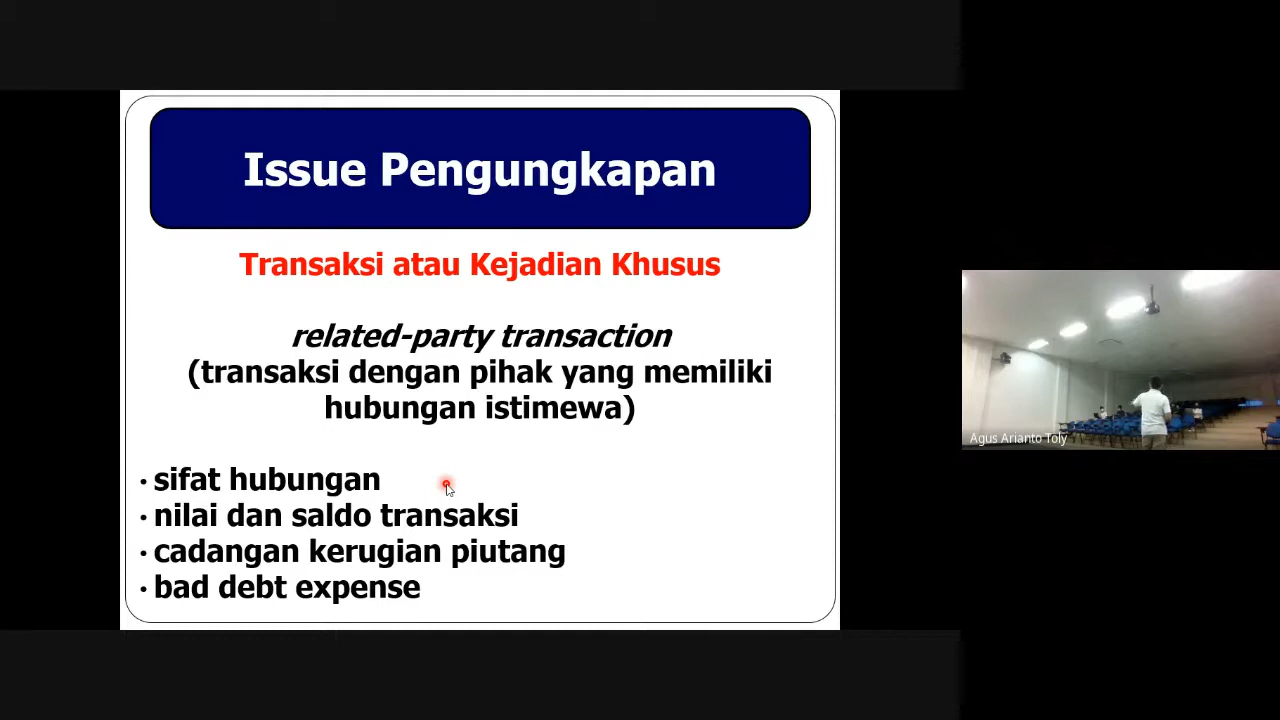 Issue Pengungkapan
Transaksi atau Kejadian Khusus
related-party transaction
(transaksi dengan pihak yang memiliki
hubungan istimewa)
• sifat hubungan
• nilai dan saldo transaksi
• cadangan kerugian piutang
• bad debt expense
Agus Arianto Toly